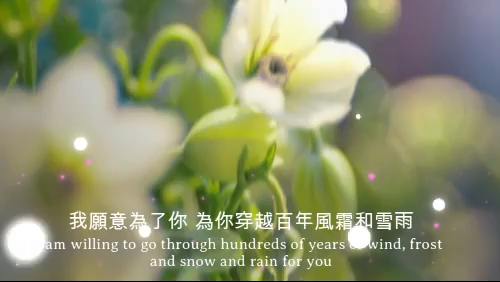 我願意為了你 為你穿越百年風霜和雪雨
am willing to go through hundreds of years of wind, frost
and snow and rain for you